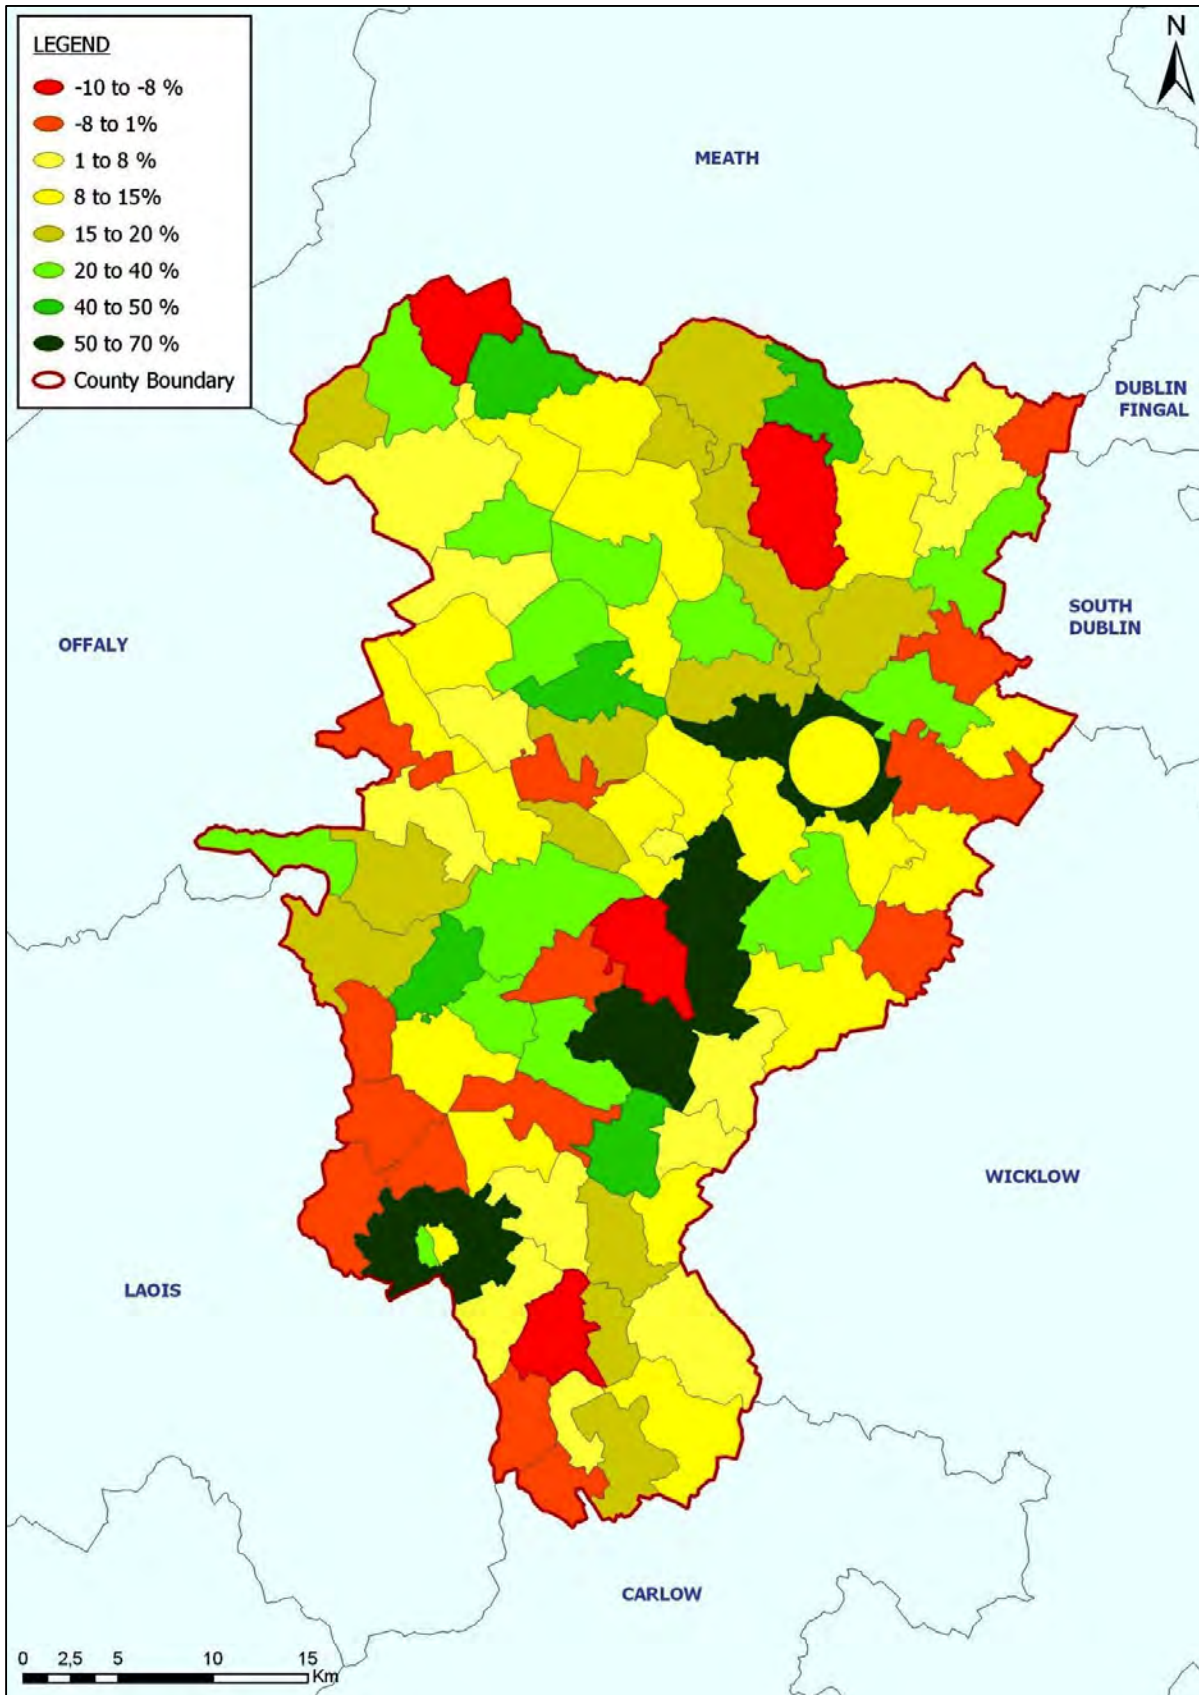 LEGEND
-10 to -8 %
-8 to 1%
1 to 8 %
8 to 15%
15 to 20 %
20 to 40 %
40 to 50 %
50 to 70 %
County Boundary
N
MEATH
DUBLIN
FINGAL
SOUTH
DUBLIN
OFFALY
WICKLOW
LAOIS
CARLOW
0 2,5 5 10 15
Km